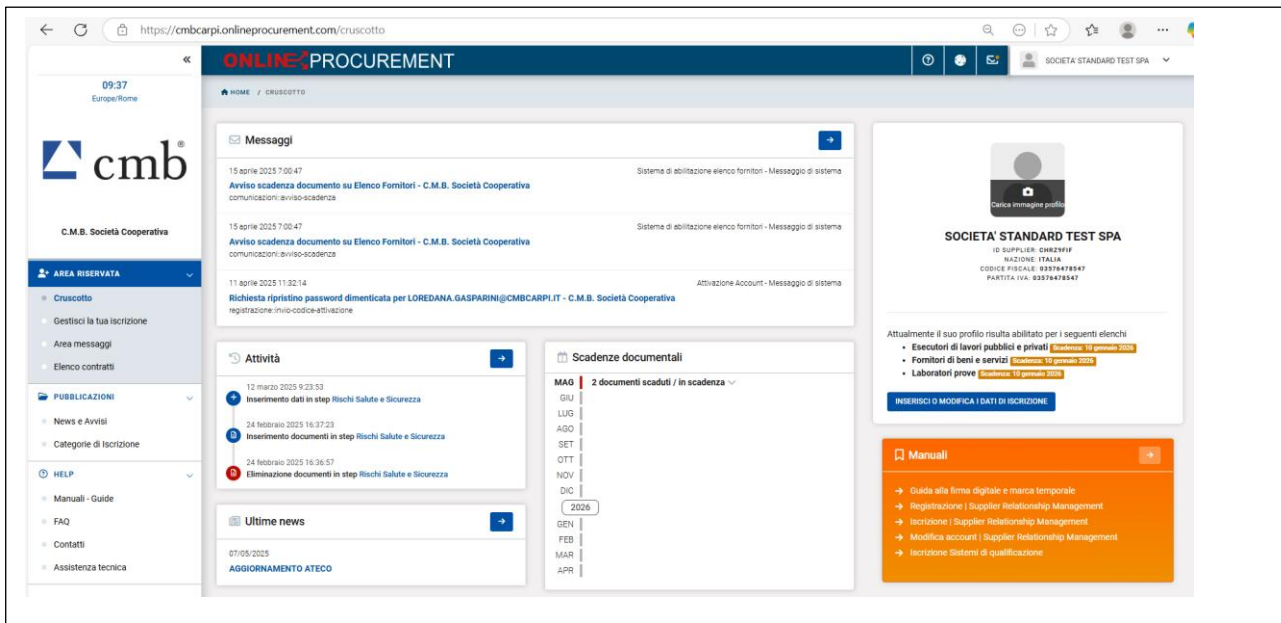 https://cmbcarpi.onlineprocurement.com/cruscotto
«
ONLINE PROCUREMENT
SOCIETA' STANDARD TEST SPA
09:37
Europe/Rome
HOME / CRUSCOTTO
cmb®
C.M.B. Società Cooperativa
AREA RISERVATA
Cruscotto
Gestisci la tua iscrizione
Area messaggi
Elenco contratti
PUBBLICAZIONI
News e Avvisi
Categorie di Iscrizione
HELP
Manuali - Guide
FAQ
Contatti
Assistenza tecnica
Messaggi
15 aprile 2025 7:00:47 Sistema di abilitazione elenco fornitori - Messaggio di sistema
Avviso scadenza documento su Elenco Fornitori - C.M.B. Società Cooperativa
comunicazioni:avviso-scadenza
15 aprile 2025 7:00:47 Sistema di abilitazione elenco fornitori - Messaggio di sistema
Avviso scadenza documento su Elenco Fornitori - C.M.B. Società Cooperativa
comunicazioni:avviso-scadenza
11 aprile 2025 11:32:14 Attivazione Account - Messaggio di sistema
Richiesta ripristino password dimenticata per LOREDANA.GASPARINI@CMBCARPI.IT - C.M.B. Società Cooperativa
registrazione:invio-codice-attivazione
Attività
12 marzo 2025 9:23:53
Inserimento dati in step Rischi Salute e Sicurezza
24 febbraio 2025 16:37:23
Inserimento documenti in step Rischi Salute e Sicurezza
24 febbraio 2025 16:36:57
Eliminazione documenti in step Rischi Salute e Sicurezza
Ultime news
07/05/2025
AGGIORNAMENTO ATECO
Scadenze documentali
MAG 2 documenti scaduti / in scadenza
GIU
LUG
AGO
SET
OTT
NOV
DIC
2026
GEN
FEB
MAR
APR
Carica immagine profilo
SOCIETA' STANDARD TEST SPA
ID SUPPLIER: CHRZ9FIF
NAZIONE: ITALIA
CODICE FISCALE: 03576478547
PARTITA IVA: 03576478547
Attualmente il suo profilo risulta abilitato per i seguenti elenchi
Esecutori di lavori pubblici e privati Scadenza: 10 gennaio 2026
Fornitori di beni e servizi Scadenza: 10 gennaio 2026
Laboratori prove Scadenza: 10 gennaio 2026
INSERISCI O MODIFICA I DATI DI ISCRIZIONE
Manuali
Guida alla firma digitale e marca temporale
Registrazione | Supplier Relationship Management
Iscrizione | Supplier Relationship Management
Modifica account | Supplier Relationship Management
Iscrizione Sistemi di qualificazione